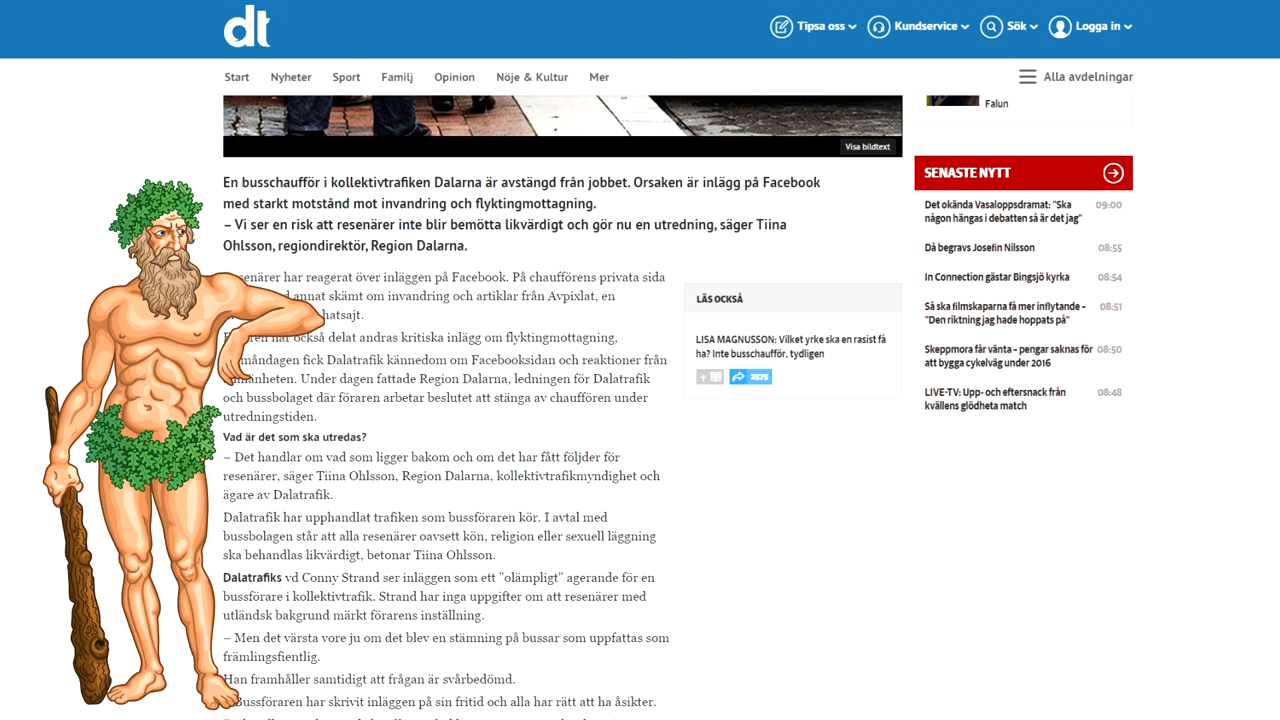 dt
Tipsa oss
Kundservice
Sök
Logga in
Start
Nyheter
Sport
Familj
Opinion
Nöje & Kultur
Mer
Alla avdelningar
Falun
Visa bildtext
En busschaufför i kollektivtrafiken Dalarna är avstängd från jobbet. Orsaken är inlägg på Facebook
med starkt motstånd mot invandring och flyktingmottagning.
– Vi ser en risk att resenärer inte blir bemötta likvärdigt och gör nu en utredning, säger Tiina
Ohlsson, regiondirektör, Region Dalarna.
har reagerat över inläggen på Facebook. På chaufförens privata sida
annat skämt om invandring och artiklar från Avpixlat, en
hatsajt.
har också delat andras kritiska inlägg om flyktingmottagning,
måndagen fick Dalatrafik kännedom om Facebooksidan och reaktioner från
Under dagen fattade Region Dalarna, ledningen för Dalatrafik
och bussbolaget där föraren arbetar beslutet att stänga av chauffören under
utredningstiden.
Vad är det som ska utredas?
– Det handlar om vad som ligger bakom och om det har fått följder för
resenärer, säger Tiina Ohlsson, Region Dalarna, kollektivtrafikmyndighet och
ägare av Dalatrafik.
Dalatrafik har upphandlat trafiken som bussföraren kör. I avtal med
bussbolagen står att alla resenärer oavsett kön, religion eller sexuell läggning
ska behandlas likvärdigt, betonar Tiina Ohlsson.
Dalatrafiks vd Conny Strand ser inläggen som ett "olämpligt" agerande för en
bussförare i kollektivtrafik. Strand har inga uppgifter om att resenärer med
utländsk bakgrund märkt förarens inställning.
– Men det värsta vore ju om det blev en stämning på bussar som uppfattas som
främlingsfientlig.
Han framhåller samtidigt att frågan är svårbedömd.
Bussföraren har skrivit inläggen på sin fritid och alla har rätt att ha åsikter.
LÄS OCKSÅ
LISA MAGNUSSON: Vilket yrke ska en rasist få
ha? Inte busschaufför, tydligen
SENASTE NYTT
Det okända Vasaloppsdramat: "Ska 09:00
någon hängas i debatten så är det jag"
Då begravs Josefin Nilsson 08:55
In Connection gästar Bingsjö kyrka 08:54
Så ska filmskaparna få mer inflytande – 08:51
"Den riktning jag hade hoppats på"
Skeppmora får vänta – pengar saknas för 08:50
att bygga cykelväg under 2016
LIVE-TV: Upp- och eftersnack från 08:48
kvällens glödheta match